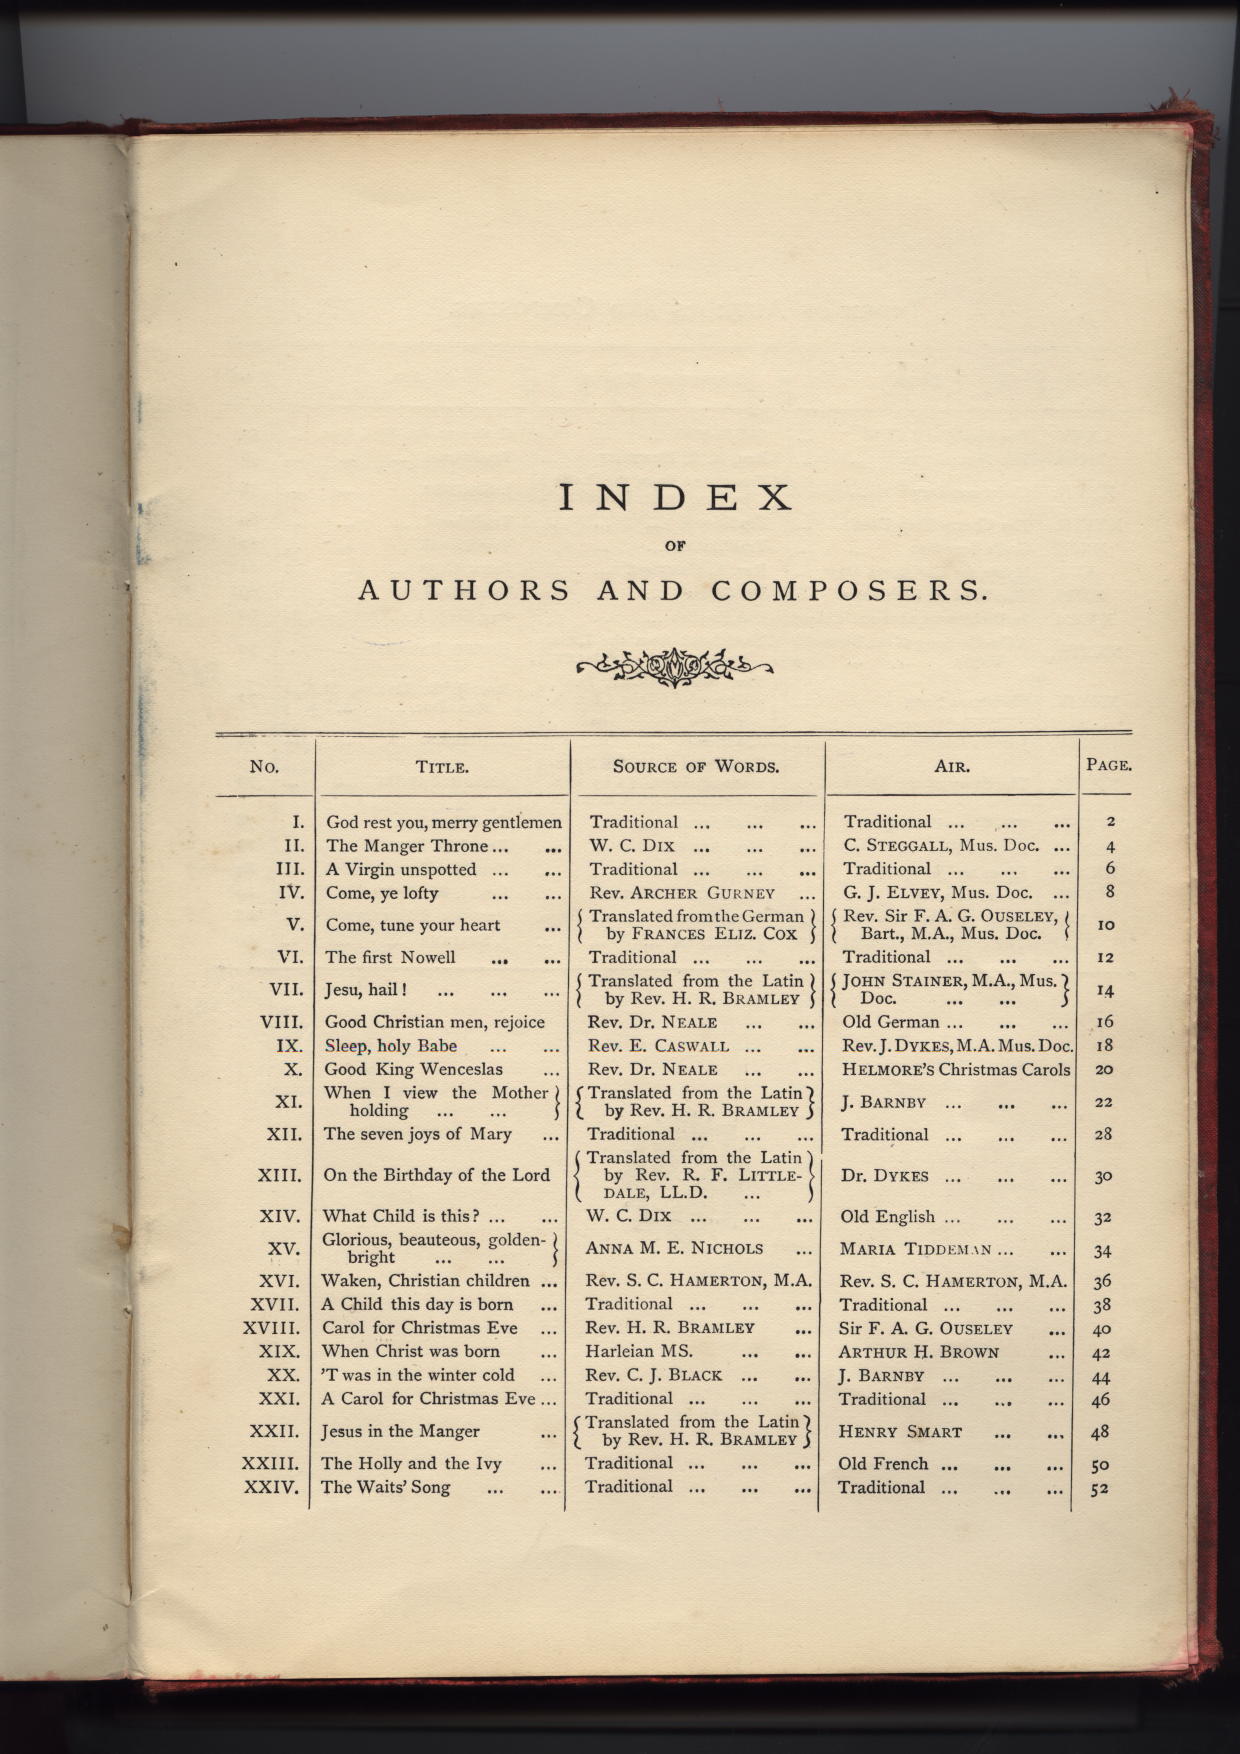 INDEX
OF
AUTHORS AND COMPOSERS.
No. TITLE. SOURCE OF WORDS. AIR. PAGE.
I. God rest you, merry gentlemen Traditional ... ... ... Traditional ... ... ... 2
II. The Manger Throne ... ... W. C. DIX ... ... ... C. STEGGALL, Mus. Doc. ... 4
III. A Virgin unspotted ... ... Traditional ... ... ... Traditional ... ... ... 6
IV. Come, ye lofty ... ... Rev. ARCHER GURNEY ... G. J. ELVEY, Mus. Doc. ... 8
V. Come, tune your heart ... { Translated from the German by FRANCES ELIZ. COX } { Rev. Sir F. A. G. OUSELEY, Bart., M.A., Mus. Doc. } 10
VI. The first Nowell ... ... Traditional ... ... ... Traditional ... ... ... 12
VII. Jesu, hail! ... ... ... { Translated from the Latin by Rev. H. R. BRAMLEY } { JOHN STAINER, M.A., Mus. Doc. ... ... } 14
VIII. Good Christian men, rejoice Rev. Dr. NEALE ... ... Old German ... ... ... 16
IX. Sleep, holy Babe ... ... Rev. E. CASWALL ... ... Rev. J. DYKES, M.A. Mus. Doc. 18
X. Good King Wenceslas ... Rev. Dr. NEALE ... ... HELMORE'S Christmas Carols 20
XI. When I view the Mother holding ... ... } { Translated from the Latin by Rev. H. R. BRAMLEY } J. BARNBY ... ... ... 22
XII. The seven joys of Mary ... Traditional ... ... ... Traditional ... ... ... 28
XIII. On the Birthday of the Lord { Translated from the Latin by Rev. R. F. LITTLE-DALE, LL.D. ... } Dr. DYKES ... ... ... 30
XIV. What Child is this? ... ... W. C. DIX ... ... ... Old English ... ... ... 32
XV. Glorious, beauteous, golden-bright ... ... } ANNA M. E. NICHOLS ... MARIA TIDDEMAN ... ... 34
XVI. Waken, Christian children ... Rev. S. C. HAMERTON, M.A. Rev. S. C. HAMERTON, M.A. 36
XVII. A Child this day is born ... Traditional ... ... ... Traditional ... ... ... 38
XVIII. Carol for Christmas Eve ... Rev. H. R. BRAMLEY ... Sir F. A. G. OUSELEY ... 40
XIX. When Christ was born ... Harleian MS. ... ... ARTHUR H. BROWN ... 42
XX. 'T was in the winter cold ... Rev. C. J. BLACK ... ... J. BARNBY ... ... ... 44
XXI. A Carol for Christmas Eve ... Traditional ... ... ... Traditional ... ... ... 46
XXII. Jesus in the Manger ... { Translated from the Latin by Rev. H. R. BRAMLEY } HENRY SMART ... ... 48
XXIII. The Holly and the Ivy ... Traditional ... ... ... Old French ... ... ... 50
XXIV. The Waits' Song ... ... Traditional ... ... ... Traditional ... ... ... 52